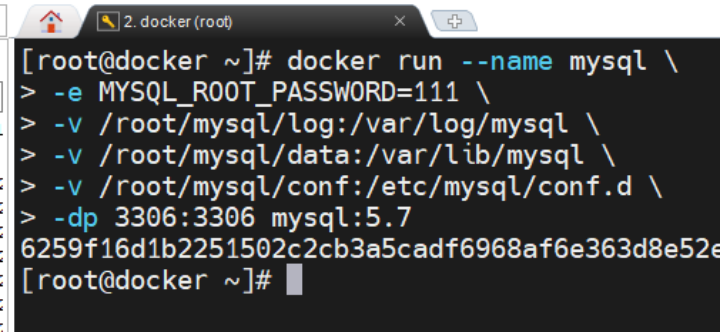 2. docker (root)
[root@docker ~]# docker run --name mysql \
> -e MYSQL_ROOT_PASSWORD=111 \
> -v /root/mysql/log:/var/log/mysql \
> -v /root/mysql/data:/var/lib/mysql \
> -v /root/mysql/conf:/etc/mysql/conf.d \
> -dp 3306:3306 mysql:5.7
6259f16d1b2251502c2cb3a5cadf6968af6e363d8e52e
[root@docker ~]#